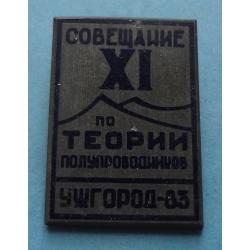 СОВЕЩАНИЕ
XI
ПО
ТЕОРИИ
ПОЛУПРОВОДНИКОВ
УЖГОРОД-83